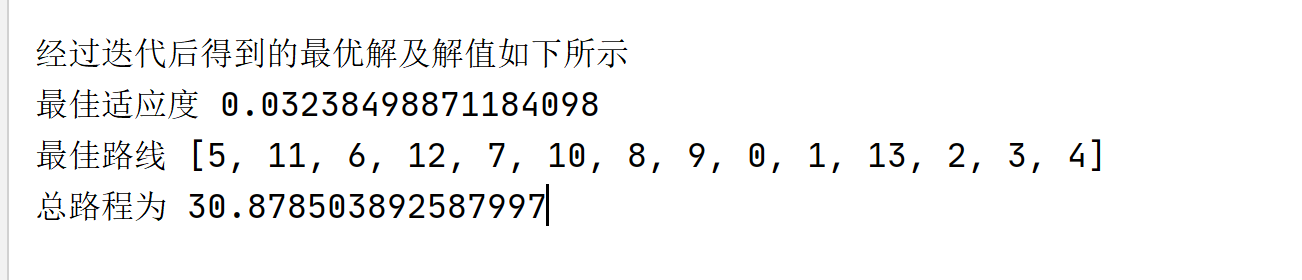 经过迭代后得到的最优解及解值如下所示
最佳适应度 0.03238498871184098
最佳路线 [5, 11, 6, 12, 7, 10, 8, 9, 0, 1, 13, 2, 3, 4]
总路程为 30.878503892587997